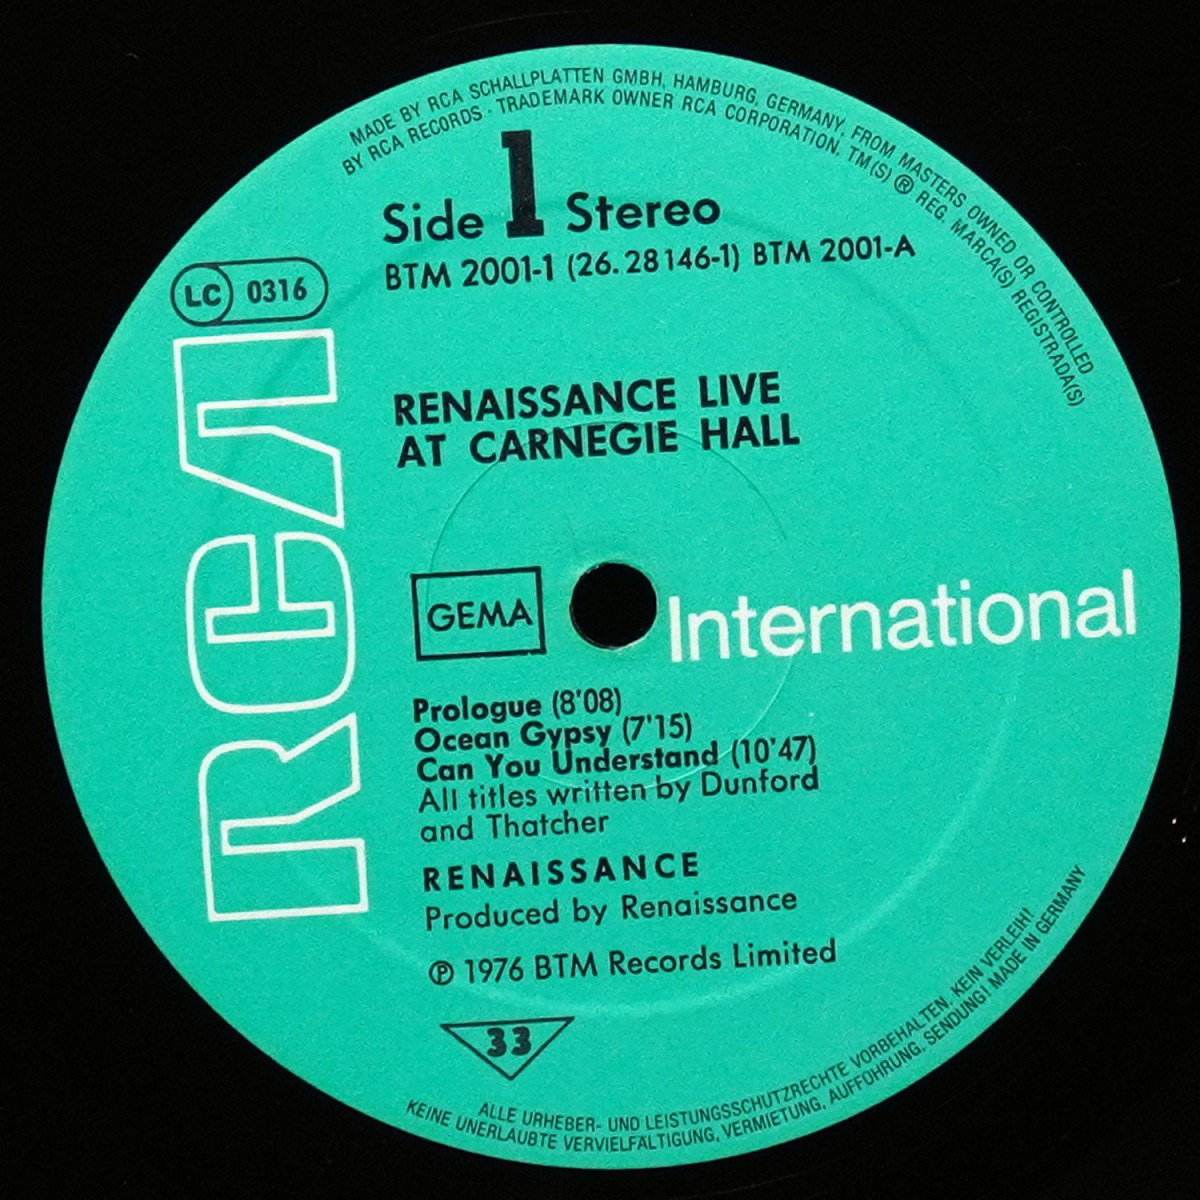 MADE BY RCA SCHALLPLATTEN GMBH, HAMBURG, GERMANY, FROM MASTERS OWNED OR CONTROLLED
BY RCA RECORDS · TRADEMARK OWNER RCA CORPORATION. TM(S) ® REG. MARCA(S) REGISTRADA(S)
Side 1 Stereo
BTM 2001-1 (26.28146-1) BTM 2001-A
LC 0316
RCA
RENAISSANCE LIVE
AT CARNEGIE HALL
GEMA
International
Prologue (8'08)
Ocean Gypsy (7'15)
Can You Understand (10'47)
All titles written by Dunford
and Thatcher
RENAISSANCE
Produced by Renaissance
℗ 1976 BTM Records Limited
33
ALLE URHEBER- UND LEISTUNGSSCHUTZRECHTE VORBEHALTEN, KEIN VERLEIH!
KEINE UNERLAUBTE VERVIELFÄLTIGUNG, VERMIETUNG, AUFFÜHRUNG, SENDUNG! MADE IN GERMANY